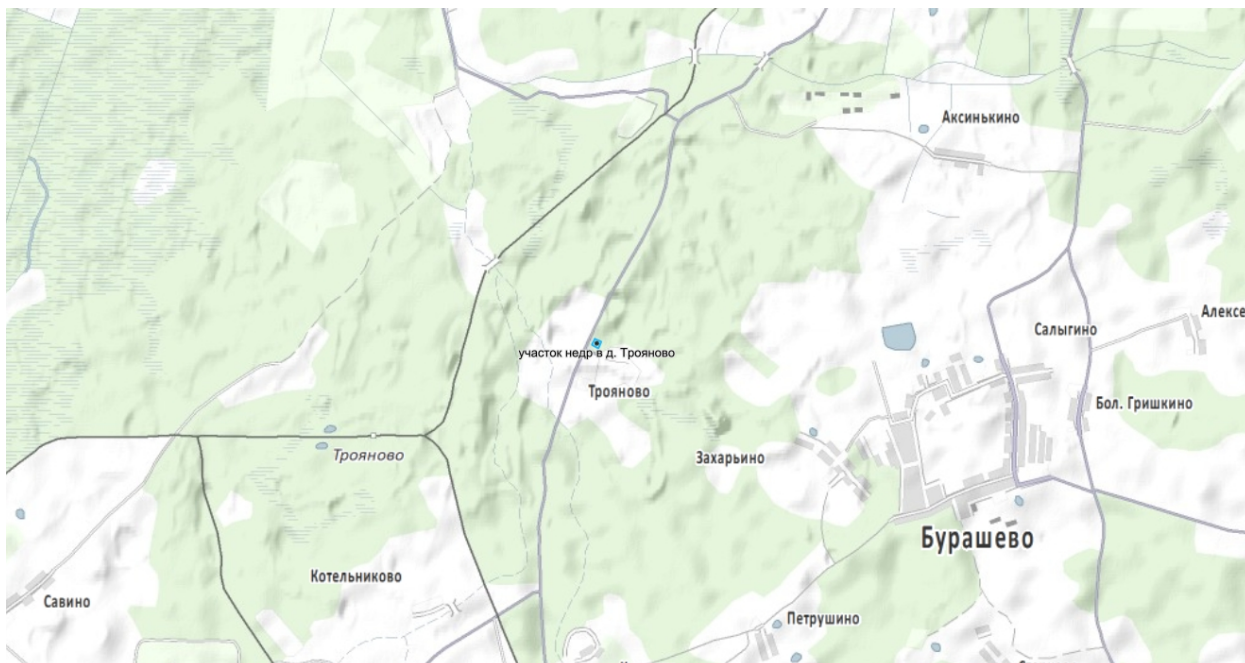 Аксинькино
Алексе
Салыгино
участок недр в д. Трояново
Трояново
Бол. Гришкино
Трояново
Захарьино
Бурашево
Котельниково
Савино
Петрушино